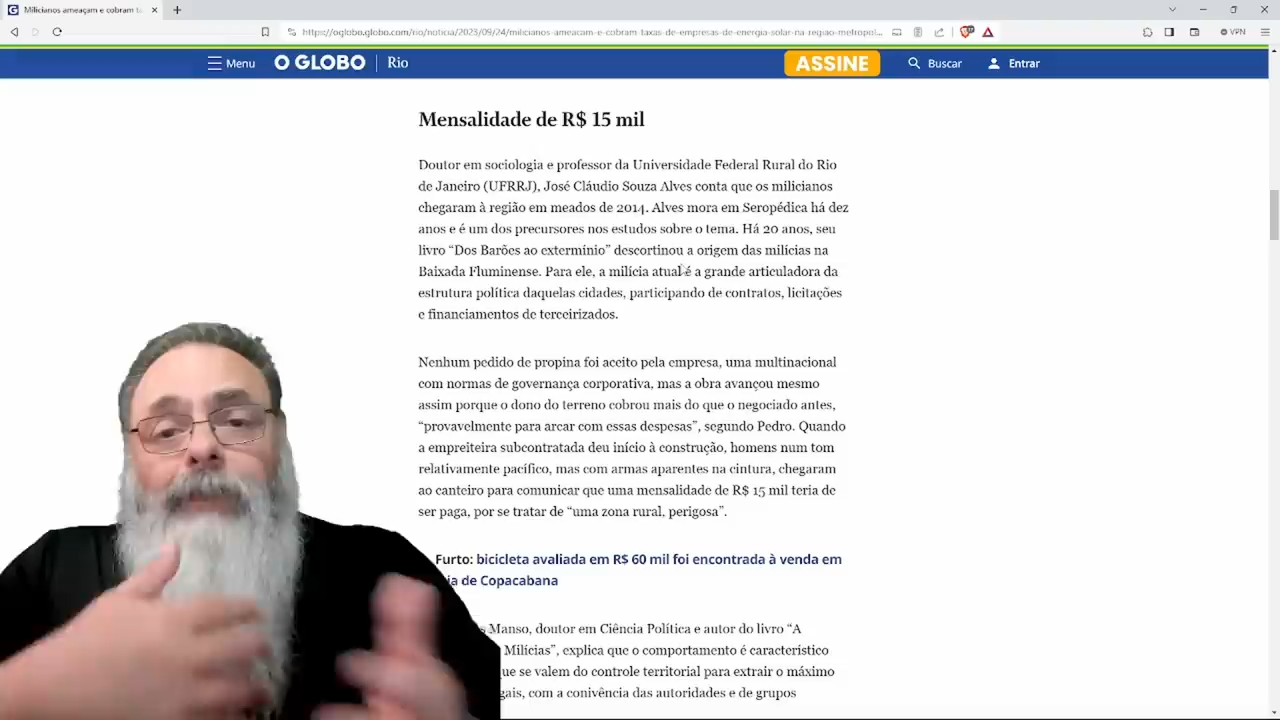 Milicianos ameaçam e cobram ta
https://oglobo.globo.com/rio/noticia/2023/09/24/milicianos-ameacam-e-cobram-taxas-de-empresas-de-energia-solar-na-regiao-metropol...
VPN
Menu
O GLOBO
Rio
ASSINE
Buscar
Entrar
Mensalidade de R$ 15 mil
Doutor em sociologia e professor da Universidade Federal Rural do Rio
de Janeiro (UFRRJ), José Cláudio Souza Alves conta que os milicianos
chegaram à região em meados de 2014. Alves mora em Seropédica há dez
anos e é um dos precursores nos estudos sobre o tema. Há 20 anos, seu
livro “Dos Barões ao extermínio” descortinou a origem das milícias na
Baixada Fluminense. Para ele, a milícia atual é a grande articuladora da
estrutura política daquelas cidades, participando de contratos, licitações
e financiamentos de terceirizados.
Nenhum pedido de propina foi aceito pela empresa, uma multinacional
com normas de governança corporativa, mas a obra avançou mesmo
assim porque o dono do terreno cobrou mais do que o negociado antes,
“provavelmente para arcar com essas despesas”, segundo Pedro. Quando
a empreiteira subcontratada deu início à construção, homens num tom
relativamente pacífico, mas com armas aparentes na cintura, chegaram
ao canteiro para comunicar que uma mensalidade de R$ 15 mil teria de
ser paga, por se tratar de “uma zona rural, perigosa”.
Furto: bicicleta avaliada em R$ 60 mil foi encontrada à venda em
de Copacabana
Manso, doutor em Ciência Política e autor do livro “A
Milícias”, explica que o comportamento é característico
que se valem do controle territorial para extrair o máximo
com a conivência das autoridades e de grupos